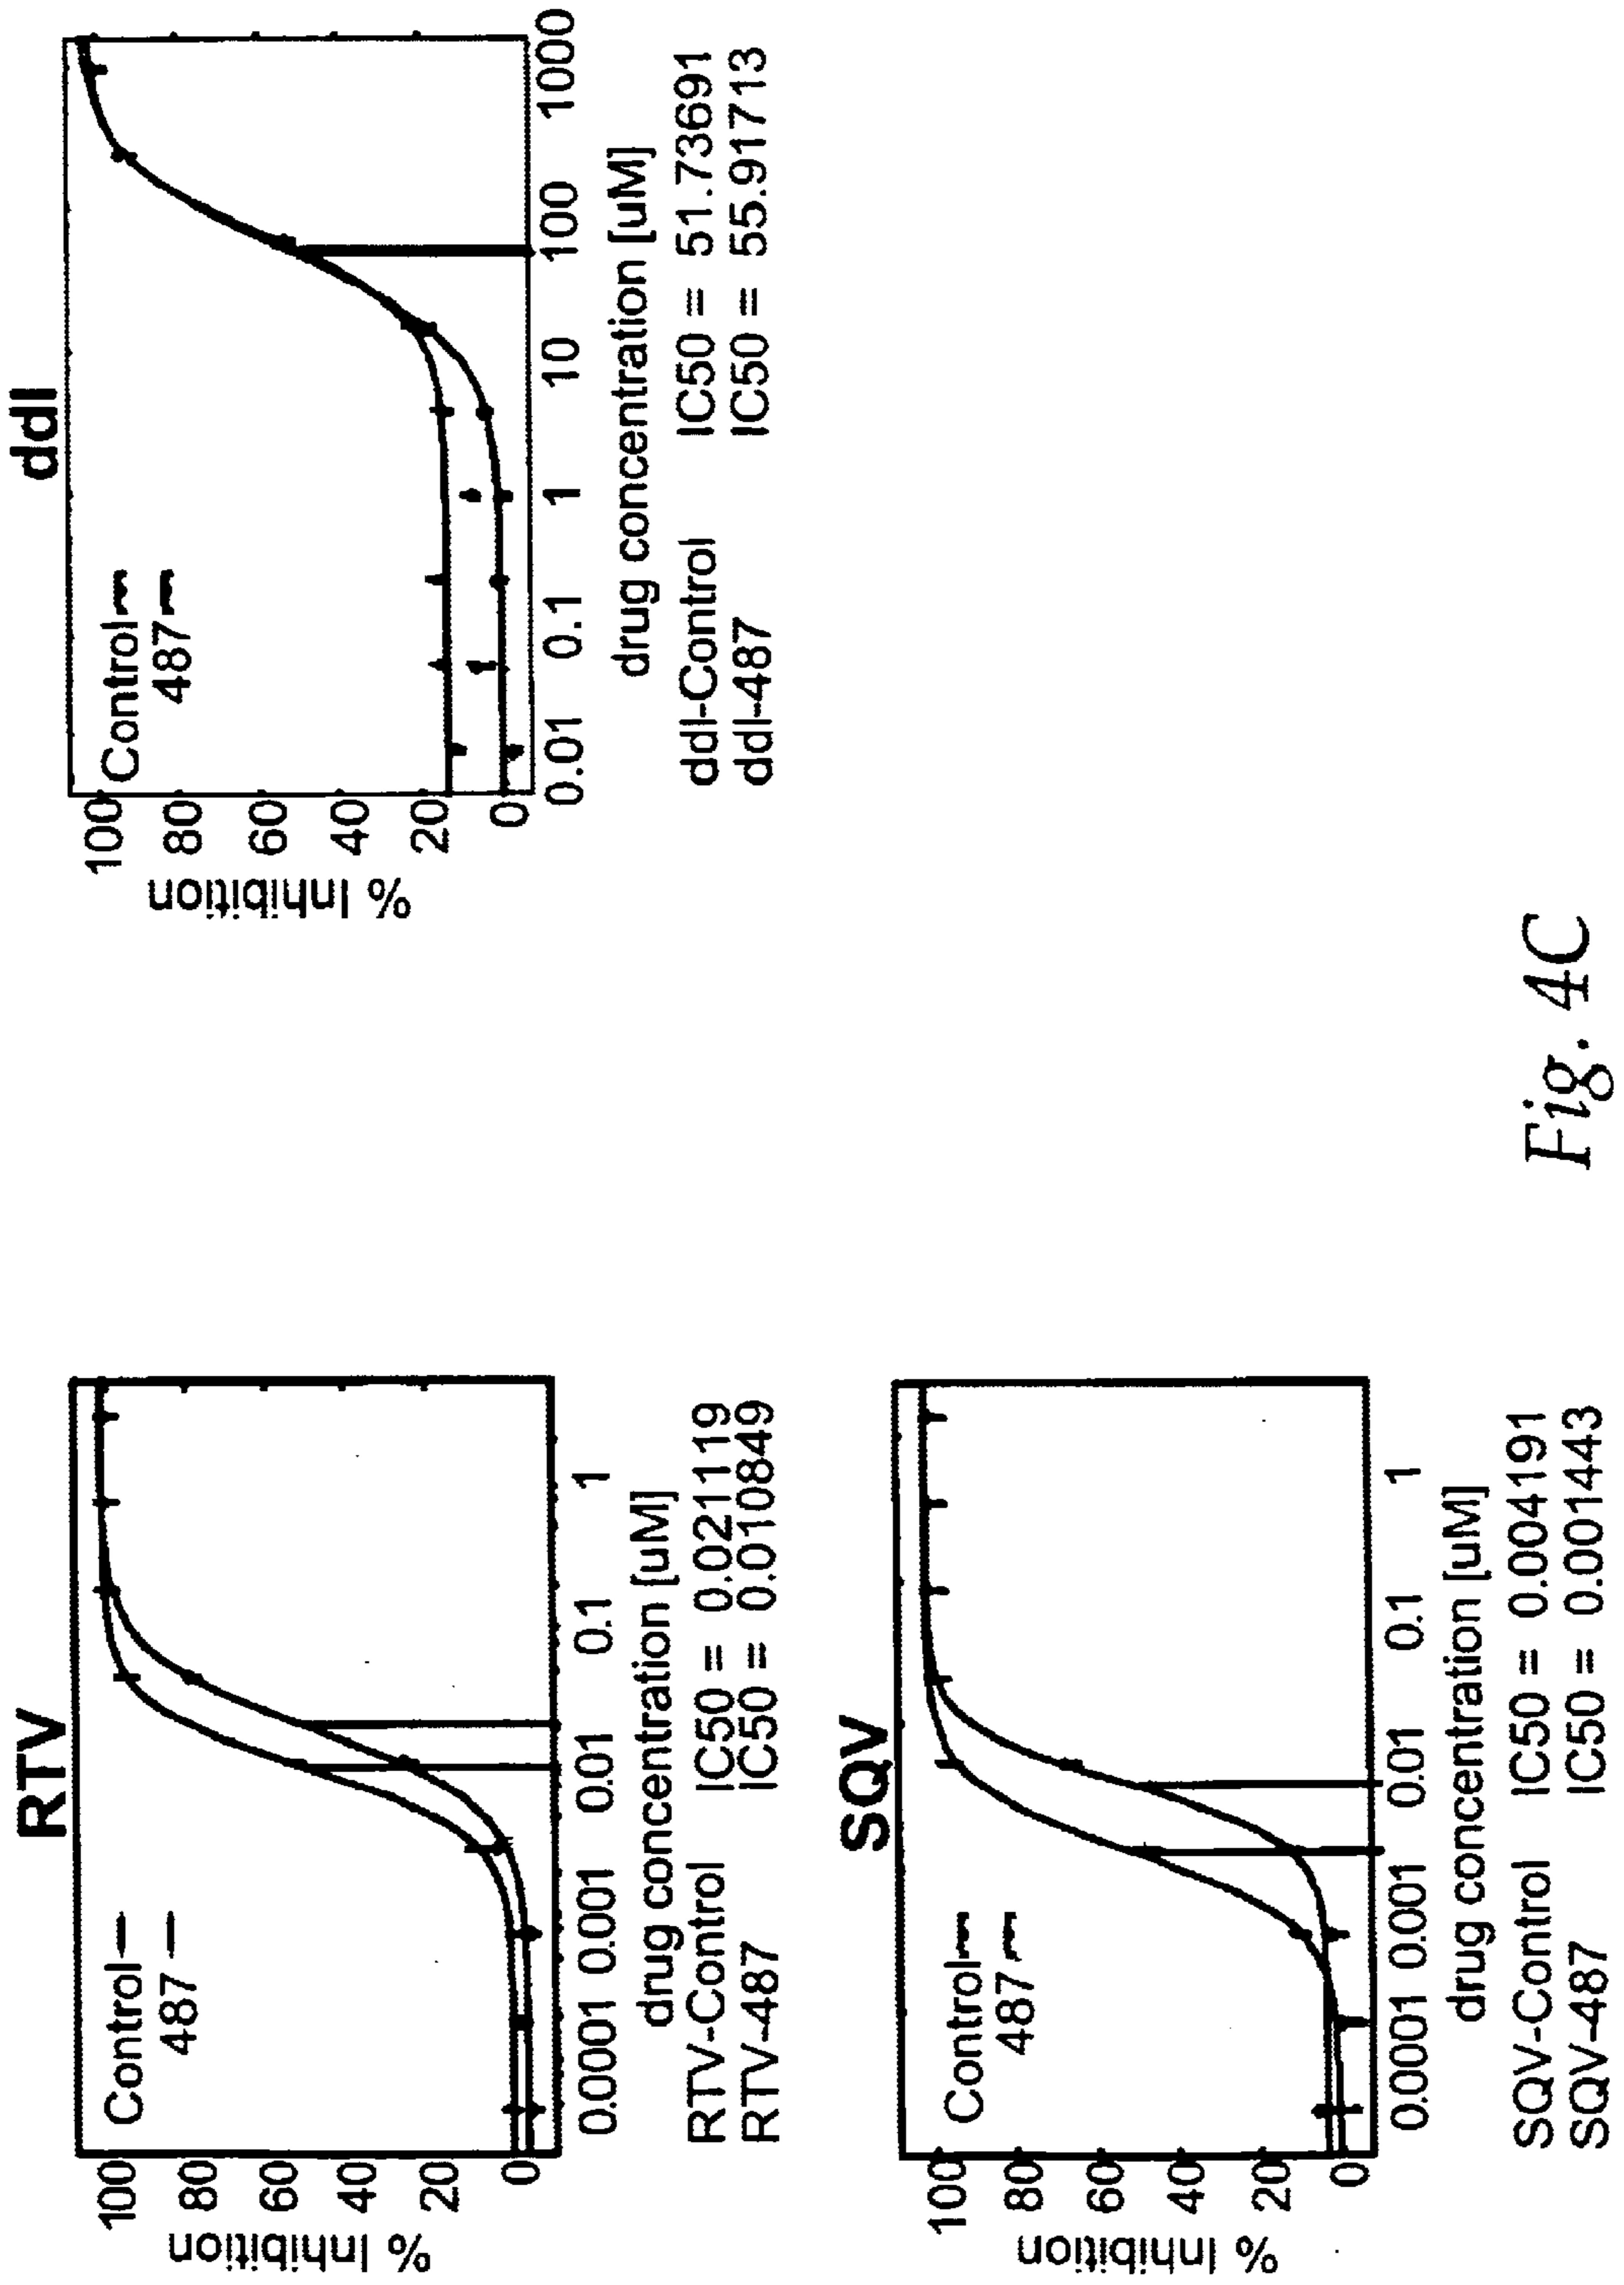 RTV
Control
487
100
80
60
40
20
0
% Inhibition
0.0001 0.001 0.01 0.1 1
drug concentration [uM]
RTV-Control IC50 = 0.021119
RTV-487 IC50 = 0.010849
ddI
Control
487
100
80
60
40
20
0
% Inhibition
0.01 0.1 1 10 100 1000
drug concentration [uM]
ddI-Control IC50 = 51.73691
ddI-487 IC50 = 55.91713
SQV
Control
487
100
80
60
40
20
0
% Inhibition
0.0001 0.001 0.01 0.1 1
drug concentration [uM]
SQV-Control IC50 = 0.004191
SQV-487 IC50 = 0.001443
Fig. 4C